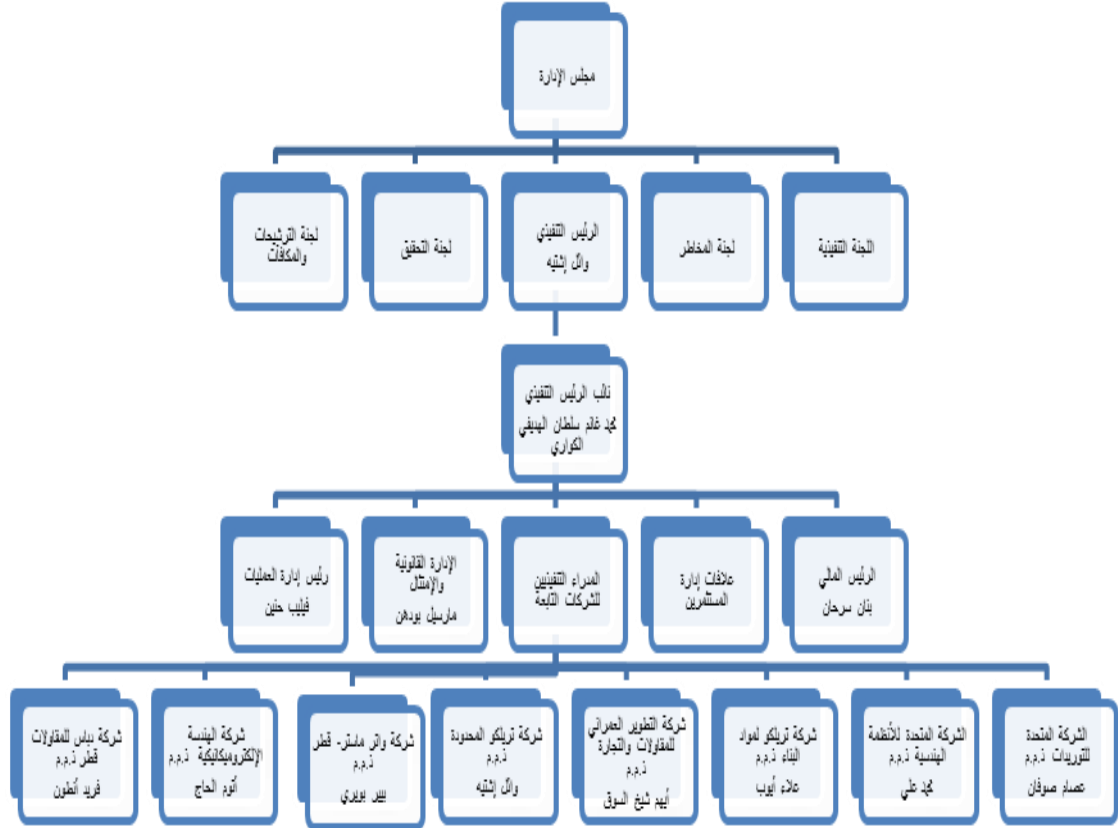 مجلس الإدارة
اللجنة التنفيذية
لجنة المخاطر
الرئيس التنفيذي
وائل إشتيه
لجنة التحقيق
لجنة الترشيحات
والمكافآت
نائب الرئيس التنفيذي
محمد غانم سلطان الهديفي
الكواري
الرئيس المالي
بنان سرحان
علاقات إدارة
المستثمرين
المدراء التنفيذيين
للشركات التابعة
الإدارة القانونية
والإمتثال
مارسيل بودهن
رئيس إدارة العمليات
فيليب حنين
الشركة المتحدة
للتوريدات ذ.م.م
عصام صوفان
الشركة المتحدة للأنظمة
الهندسية ذ.م.م
محمد علي
شركة تريلكو لمواد
البناء ذ.م.م
علاء أيوب
شركة التطوير العمراني
للمقاولات والتجارة
ذ.م.م
أيهم شيخ السوق
شركة تريلكو المحدودة
ذ.م.م
وائل إشتيه
شركة واتر ماستر- قطر
ذ.م.م
بيير بويري
شركة الهندسة
الإلكتروميكانيكية ذ.م.م
أنوم الحاج
شركة دباس للمقاولات
قطر ذ.م.م
فريد أنطون